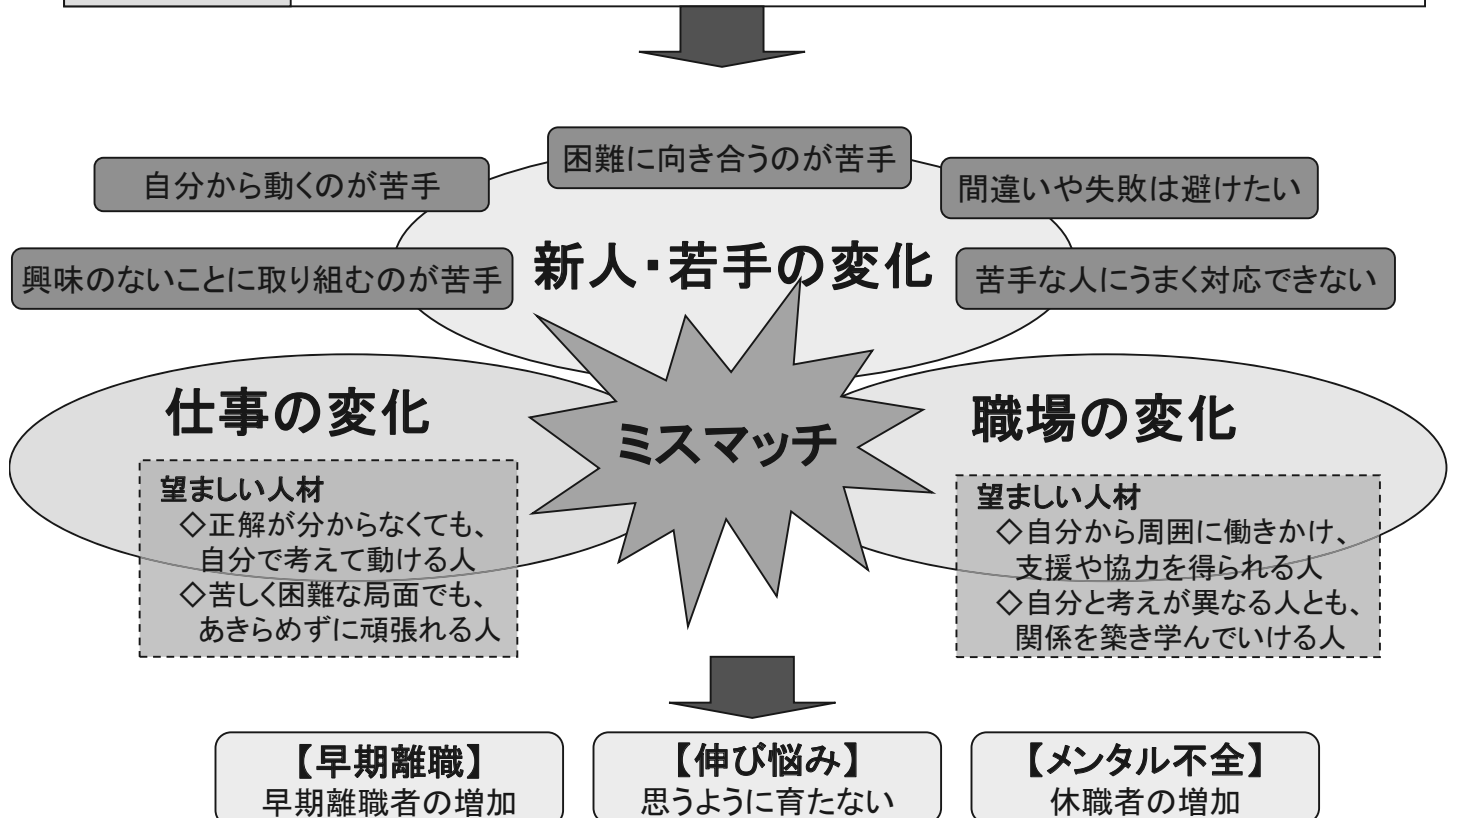 困難に向き合うのが苦手
自分から動くのが苦手
間違いや失敗は避けたい
興味のないことに取り組むのが苦手
新人・若手の変化
苦手な人にうまく対応できない
仕事の変化
ミスマッチ
職場の変化
望ましい人材
◇正解が分からなくても、
自分で考えて動ける人
◇苦しく困難な局面でも、
あきらめずに頑張れる人
望ましい人材
◇自分から周囲に働きかけ、
支援や協力を得られる人
◇自分と考えが異なる人とも、
関係を築き学んでいける人
【早期離職】
早期離職者の増加
【伸び悩み】
思うように育たない
【メンタル不全】
休職者の増加